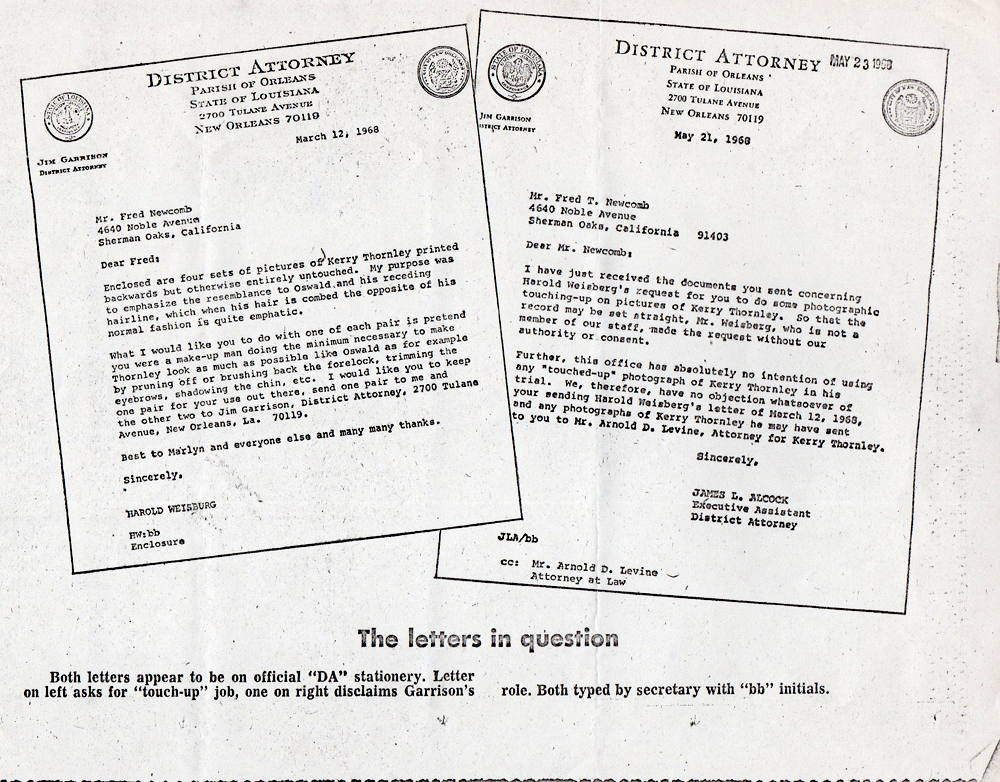 DISTRICT ATTORNEY
PARISH OF ORLEANS
STATE OF LOUISIANA
2700 TULANE AVENUE
NEW ORLEANS 70119
STATE OF LOUISIANA
JIM GARRISON
DISTRICT ATTORNEY
March 12, 1968
Mr. Fred Newcomb
4640 Noble Avenue
Sherman Oaks, California
Dear Fred:
Enclosed are four sets of pictures of Kerry Thornley printed
backwards but otherwise entirely untouched. My purpose was
to emphasize the resemblance to Oswald and his receding
hairline, which when his hair is combed the opposite of his
normal fashion is quite emphatic.
What I would like you to do with one of each pair is pretend
you were a make-up man doing the minimum necessary to make
Thornley look as much as possible like Oswald as for example
by pruning off or brushing back the forelock, trimming the
eyebrows, shadowing the chin, etc. I would like you to keep
one pair for your use out there, send one pair to me and
the other two to Jim Garrison, District Attorney, 2700 Tulane
Avenue, New Orleans, La. 70119.
Best to Marlyn and everyone else and many many thanks.
Sincerely,
HAROLD WEISBURG
HW:bb
Enclosure
DISTRICT ATTORNEY
MAY 23 1968
PARISH OF ORLEANS
STATE OF LOUISIANA
2700 TULANE AVENUE
NEW ORLEANS 70119
STATE OF LOUISIANA
JIM GARRISON
DISTRICT ATTORNEY
May 21, 1968
Mr. Fred T. Newcomb
4640 Noble Avenue
Sherman Oaks, California 91403
Dear Mr. Newcomb:
I have just received the documents you sent concerning
Harold Weisberg's request for you to do some photographic
touching-up on pictures of Kerry Thornley. So that the
record may be set straight, Mr. Weisberg, who is not a
member of our staff, made the request without our
authority or consent.
Further, this office has absolutely no intention of using
any "touched-up" photograph of Kerry Thornley in his
trial. We, therefore, have no objection whatsoever of
your sending Harold Weisberg's letter of March 12, 1968,
and any photographs of Kerry Thornley he may have sent
to you to Mr. Arnold D. Levine, Attorney for Kerry Thornley.
Sincerely,
JAMES L. ALCOCK
Executive Assistant
District Attorney
JLA/bb
cc: Mr. Arnold D. Levine
Attorney at Law
The letters in question
Both letters appear to be on official "DA" stationery. Letter
on left asks for "touch-up" job, one on right disclaims Garrison's
role. Both typed by secretary with "bb" initials.